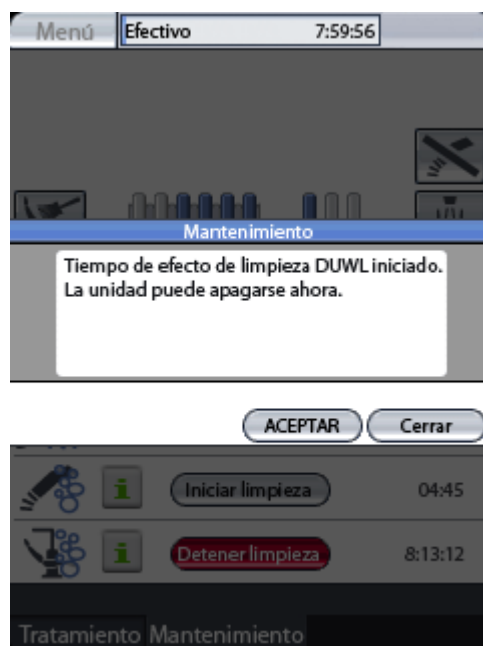 Menú Efectivo 7:59:56
Mantenimiento
Tiempo de efecto de limpieza DUWL iniciado.
La unidad puede apagarse ahora.
ACEPTAR Cerrar
i Iniciar limpieza 04:45
i Detener limpieza 8:13:12
Tratamiento Mantenimiento